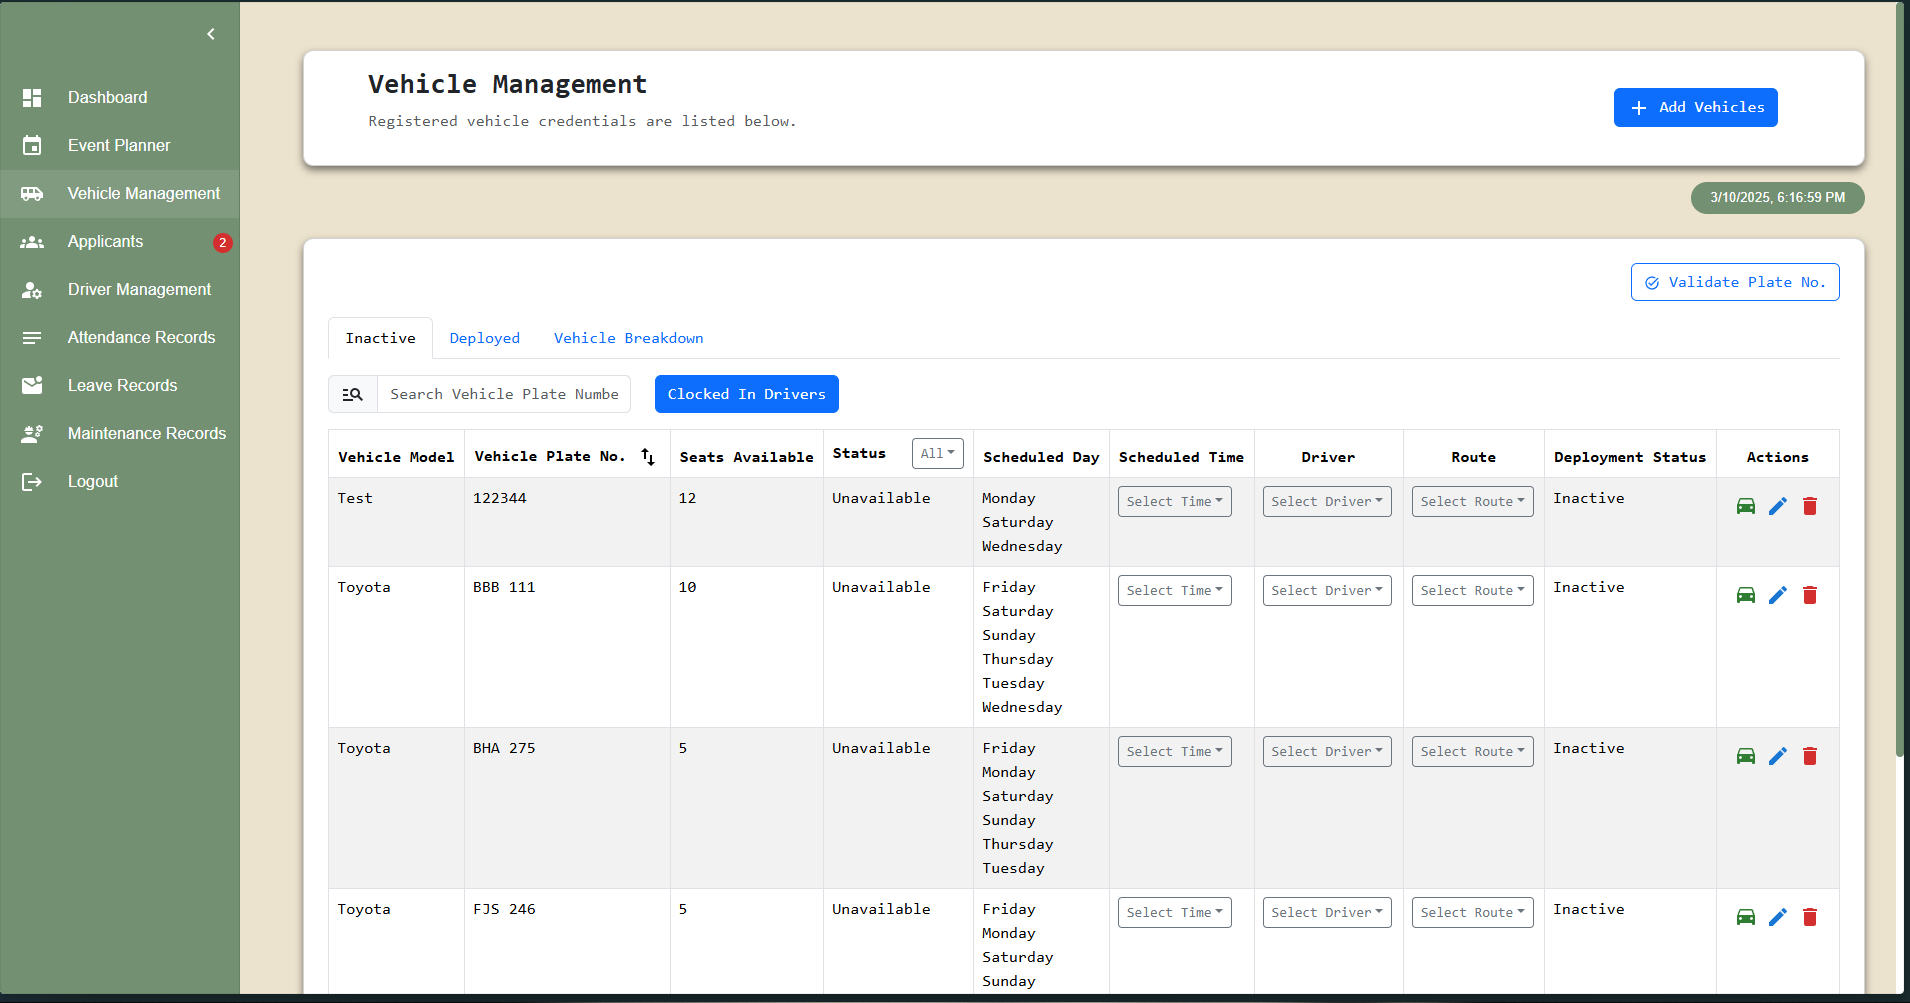 Dashboard
Event Planner
Vehicle Management
Applicants 2
Driver Management
Attendance Records
Leave Records
Maintenance Records
Logout
Vehicle Management
Registered vehicle credentials are listed below.
Add Vehicles
3/10/2025, 6:16:59 PM
Validate Plate No.
Inactive Deployed Vehicle Breakdown
Search Vehicle Plate Numbe Clocked In Drivers
Vehicle Model Vehicle Plate No. Seats Available Status All Scheduled Day Scheduled Time Driver Route Deployment Status Actions
Test 122344 12 Unavailable Monday Select Time Select Driver Select Route Inactive
Saturday
Wednesday
Toyota BBB 111 10 Unavailable Friday Select Time Select Driver Select Route Inactive
Saturday
Sunday
Thursday
Tuesday
Wednesday
Toyota BHA 275 5 Unavailable Friday Select Time Select Driver Select Route Inactive
Monday
Saturday
Sunday
Thursday
Tuesday
Toyota FJS 246 5 Unavailable Friday Select Time Select Driver Select Route Inactive
Monday
Saturday
Sunday